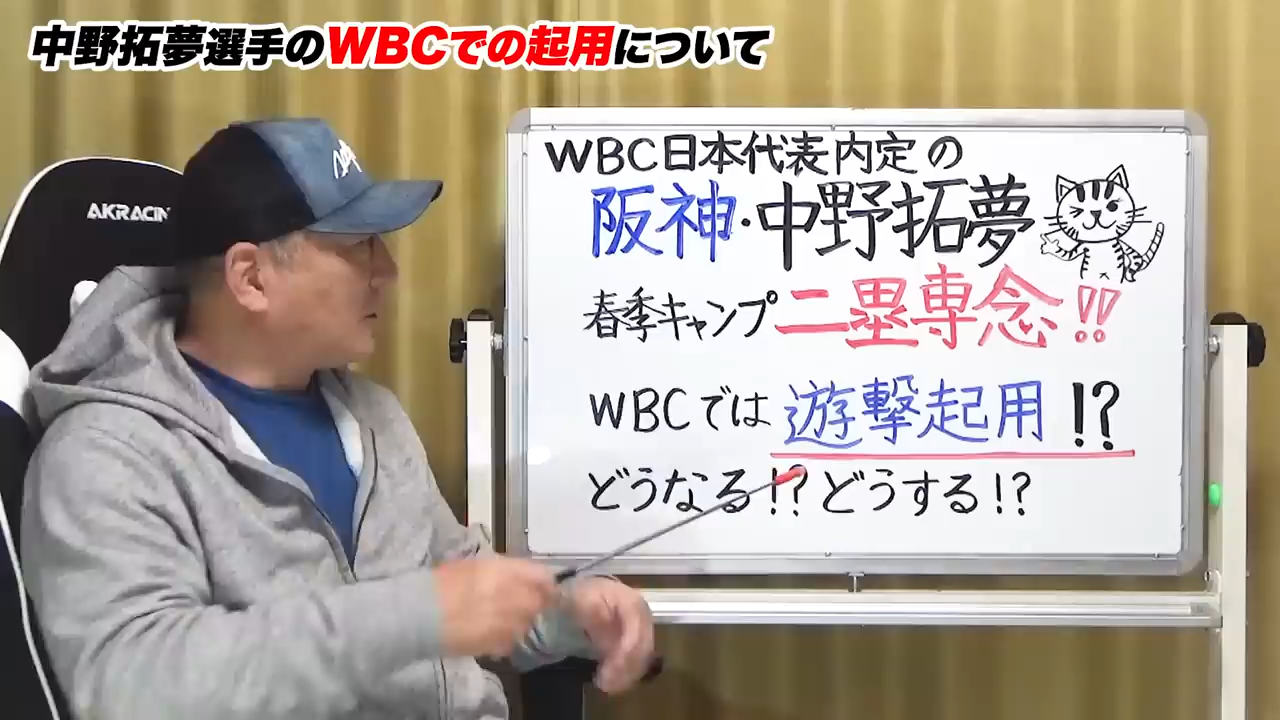 中野拓夢選手のWBCでの起用について
AKRACIN
WBC日本代表内定の
阪神・中野拓夢
春季キャンプ二塁専念!!
WBCでは遊撃起用!?
どうなる!?どうする!?